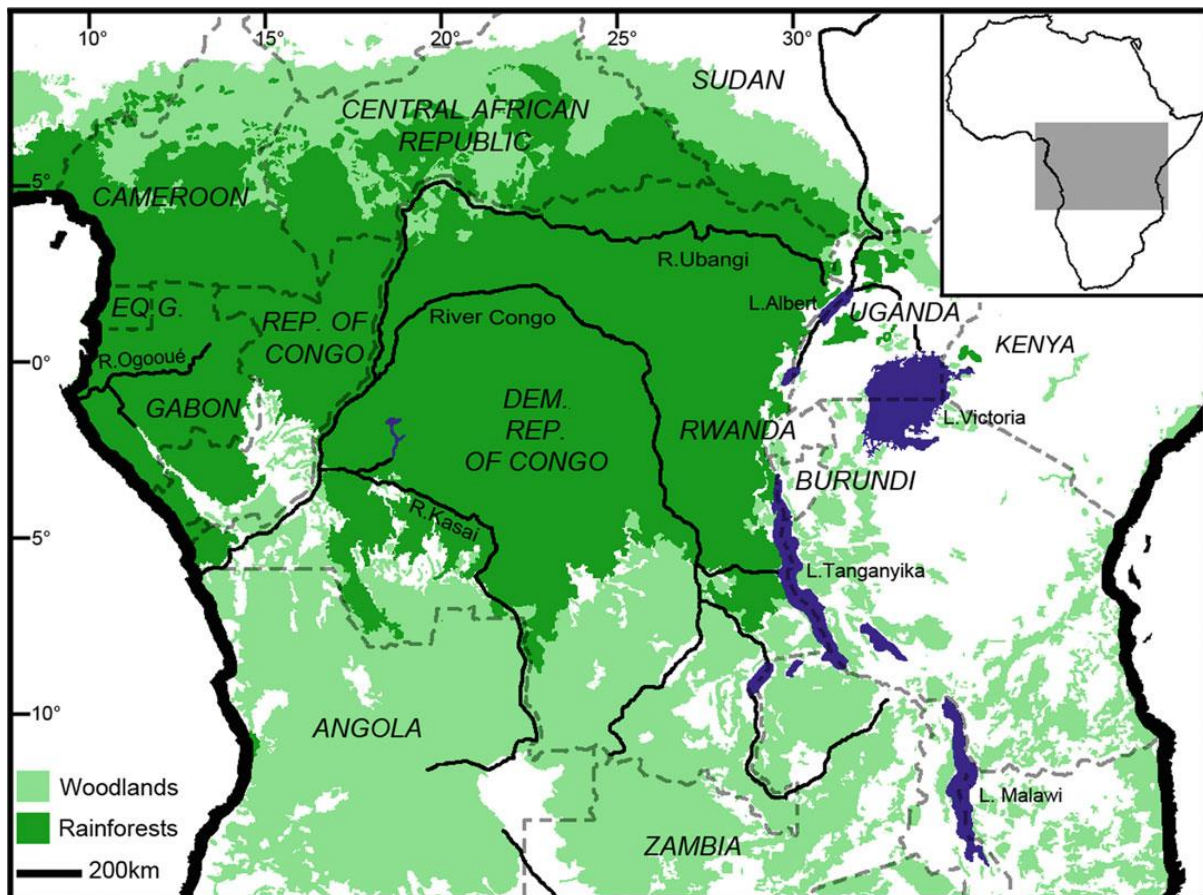 10°
15°
20°
25°
30°
SUDAN
CENTRAL AFRICAN
REPUBLIC
5°
CAMEROON
R.Ubangi
EQ.G.
L.Albert
UGANDA
REP. OF
CONGO
River Congo
KENYA
0°
R.Ogooué
GABON
DEM.
REP.
OF CONGO
RWANDA
L.Victoria
BURUNDI
R.Kasai
5°
L.Tanganyika
10°
ANGOLA
Woodlands
L. Malawi
Rainforests
ZAMBIA
200km